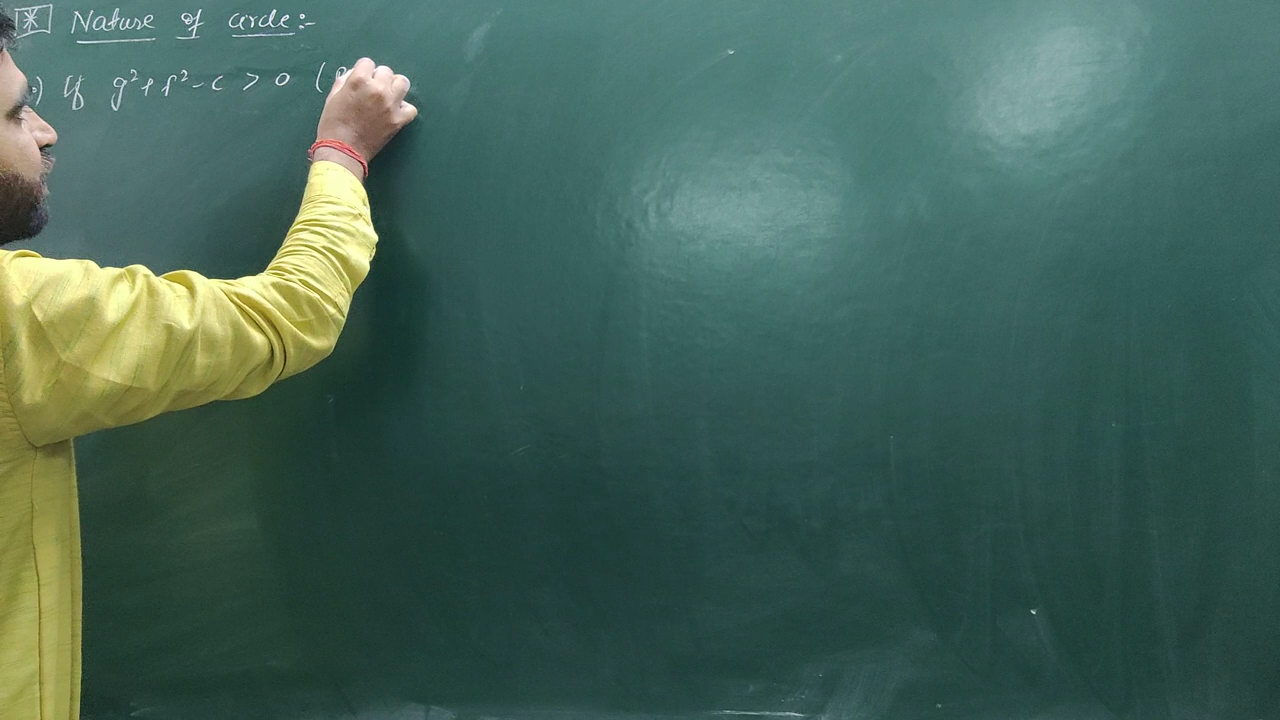 [*] Nature of circle:-
) If g²+f²-c > 0 (